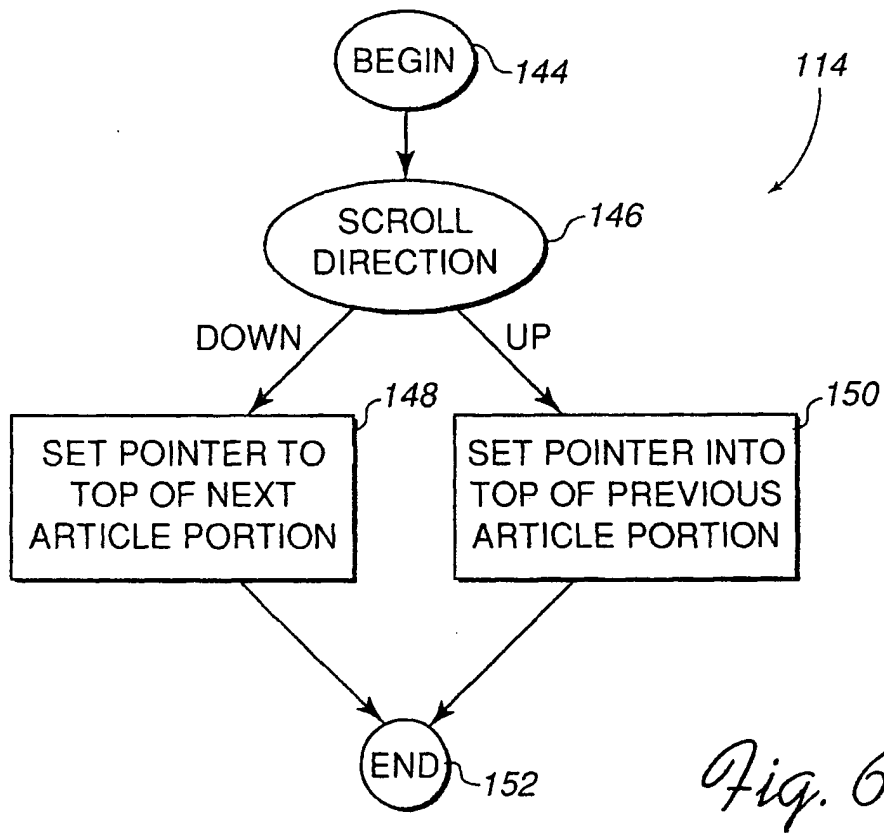 BEGIN
144
114
SCROLL
DIRECTION
146
DOWN
UP
148
150
SET POINTER TO
TOP OF NEXT
ARTICLE PORTION
SET POINTER INTO
TOP OF PREVIOUS
ARTICLE PORTION
END
152
Fig. 6